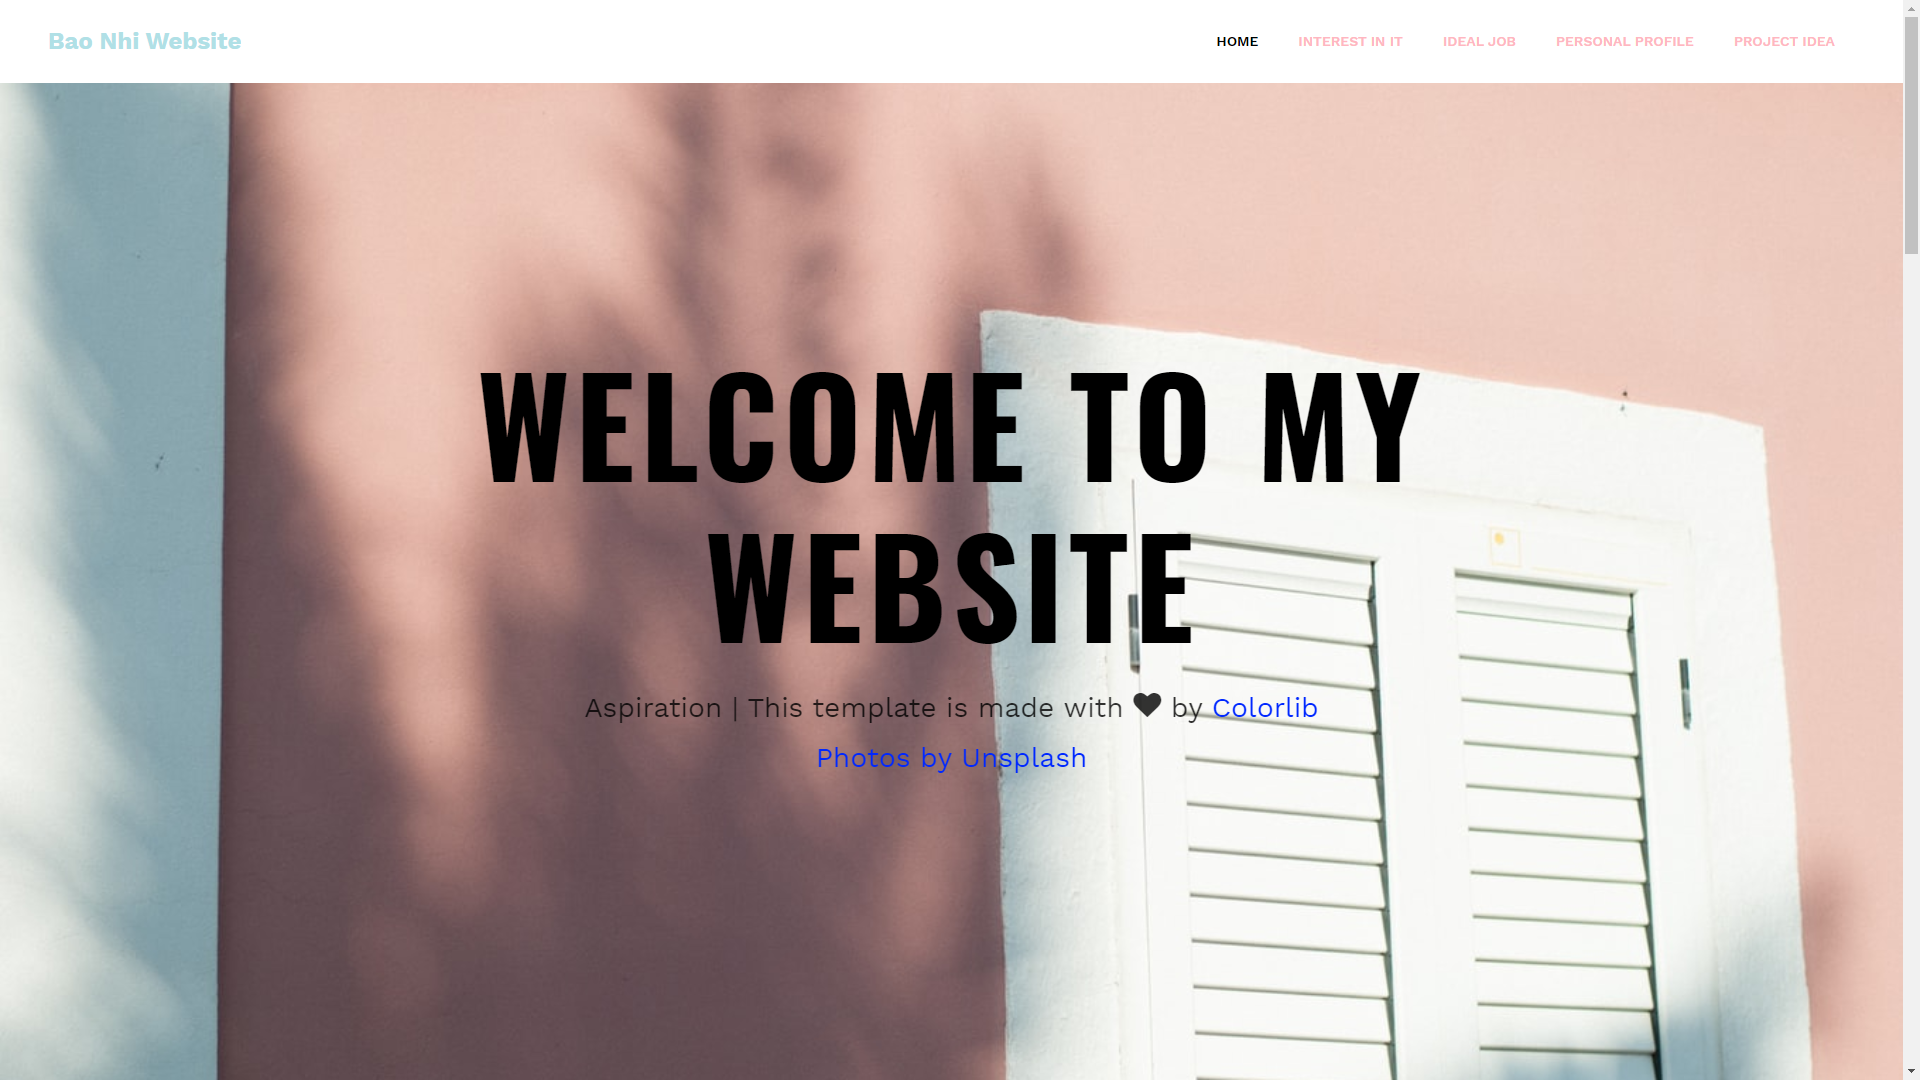 Bao Nhi Website
HOME
INTEREST IN IT
IDEAL JOB
PERSONAL PROFILE
PROJECT IDEA
WELCOME TO MY
WEBSITE
Aspiration | This template is made with ♥ by Colorlib
Photos by Unsplash